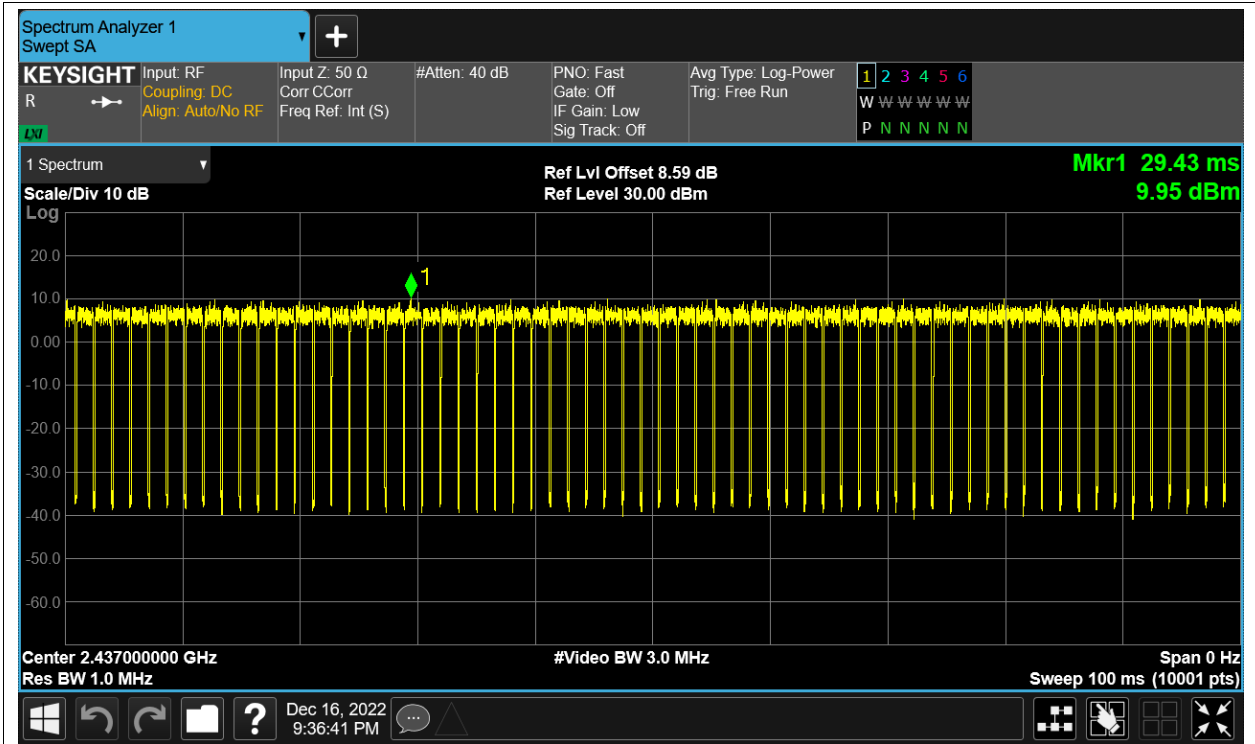 Spectrum Analyzer 1
Swept SA
KEYSIGHT
R
LXI
Input: RF
Coupling: DC
Align: Auto/No RF
Input Z: 50 Ω
Corr CCorr
Freq Ref: Int (S)
#Atten: 40 dB
PNO: Fast
Gate: Off
IF Gain: Low
Sig Track: Off
Avg Type: Log-Power
Trig: Free Run
1 2 3 4 5 6
W W W W W W
P N N N N N
1 Spectrum
Scale/Div 10 dB
Log
Ref Lvl Offset 8.59 dB
Ref Level 30.00 dBm
Mkr1 29.43 ms
9.95 dBm
1
20.0
10.0
0.00
-10.0
-20.0
-30.0
-40.0
-50.0
-60.0
Center 2.437000000 GHz
Res BW 1.0 MHz
#Video BW 3.0 MHz
Span 0 Hz
Sweep 100 ms (10001 pts)
?
Dec 16, 2022
9:36:41 PM